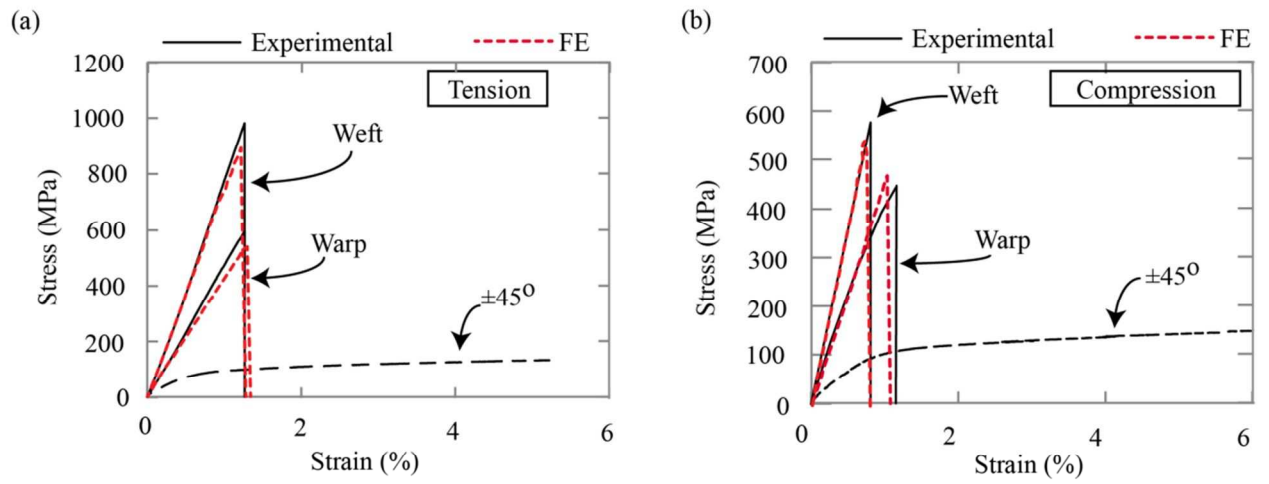 (a)
Experimental
FE
1200
1000
800
600
400
200
0
Stress (MPa)
Tension
Weft
Warp
±45º
0
2
4
6
Strain (%)
(b)
Experimental
FE
700
600
500
400
300
200
100
0
Stress (MPa)
Compression
Weft
Warp
±45º
0
2
4
6
Strain (%)